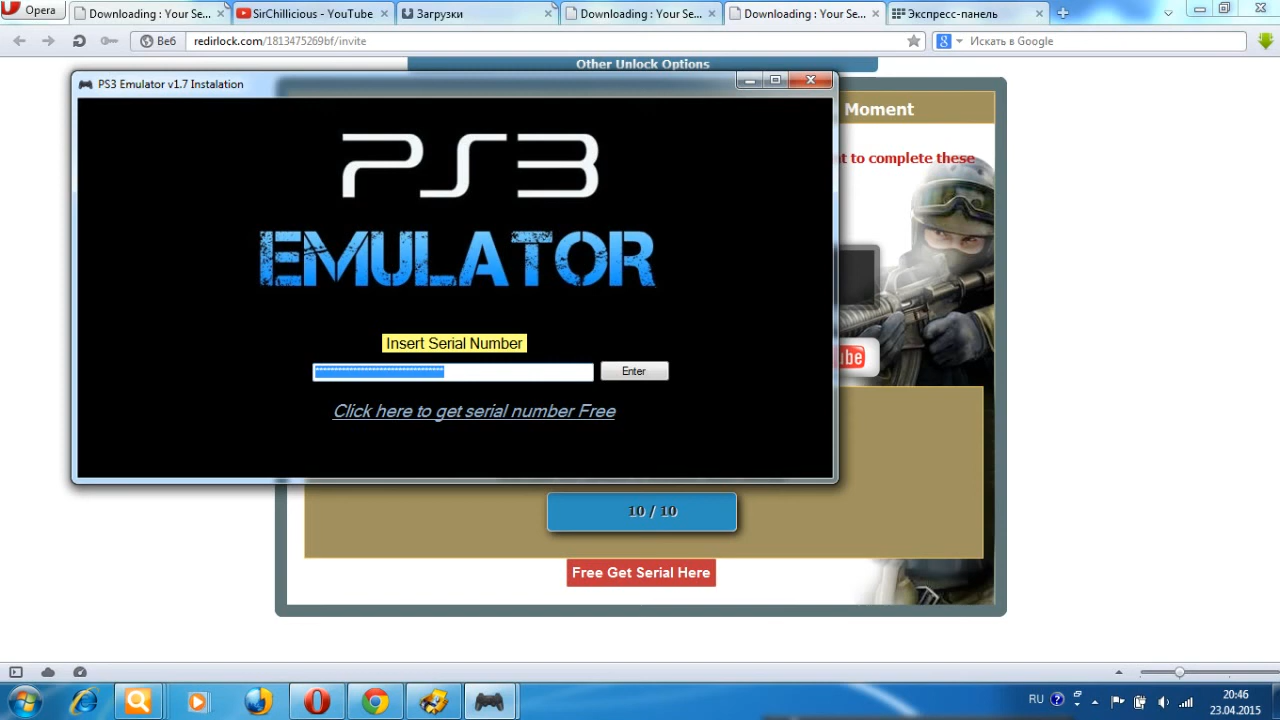 Opera
Downloading : Your Se...
SirChillicious - YouTube
Загрузки
Downloading : Your Se...
Downloading : Your Se...
Экспресс-панель
Веб
redirlock.com/1813475269bf/invite
Искать в Google
Other Unlock Options
PS3 Emulator v1.7 Instalation
Moment
t to complete these
PS3
EMULATOR
Insert Serial Number
Enter
Click here to get serial number Free
10 / 10
Free Get Serial Here
RU
20:46
23.04.2015